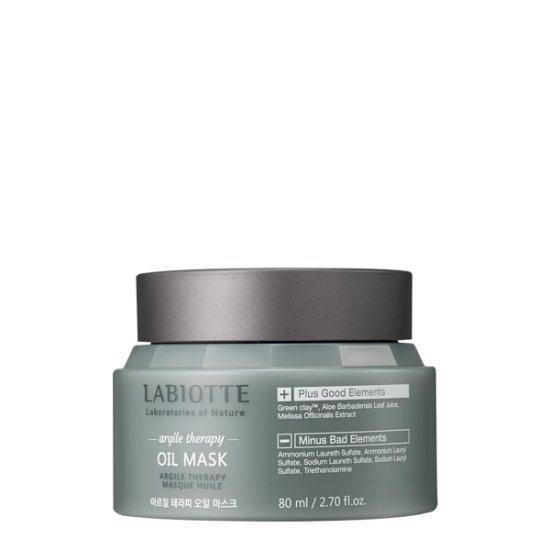 LABIOTTE
Laboratories of Nature
argile therapy
OIL MASK
ARGILE THERAPY
MASQUE HUILE
아르질 테라피 오일 마스크
+ Plus Good Elements
Green clay™, Aloe Barbadensis Leaf Juice,
Melissa Officinalis Extract
− Minus Bad Elements
Ammonium Laureth Sulfate, Ammonium Lauryl
Sulfate, Sodium Laureth Sulfate, Sodium Lauryl
Sulfate, Triethanolamine
80 ml / 2.70 fl.oz.